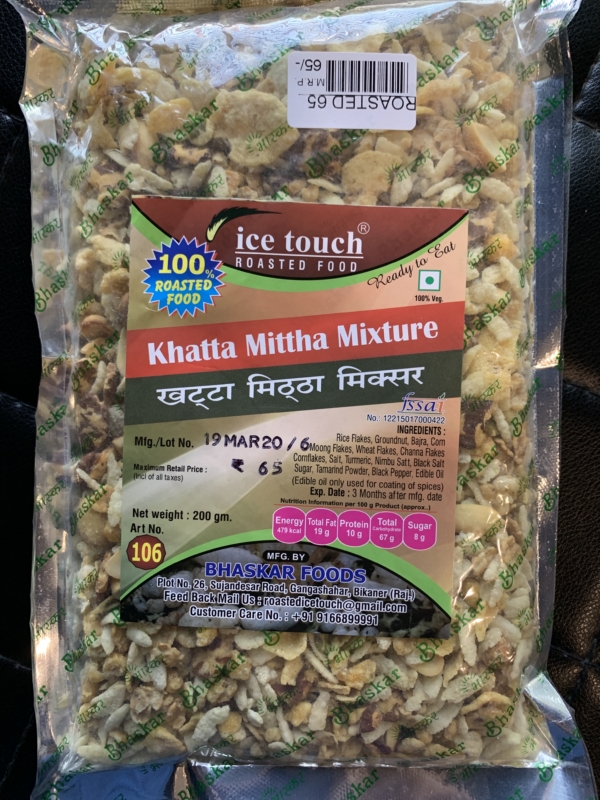 ROASTED 65
M R P
65/-
ice touch®
ROASTED FOOD
100% ROASTED FOOD
Ready to Eat
100% Veg.
Khatta Mittha Mixture
खट्टा मिठ्ठा मिक्सर
fssai
No.: 12215017000422
Mfg./Lot No. 19 MAR 20 / 6
Maximum Retail Price : ₹ 65
(Incl of all taxes)
INGREDIENTS :
Rice Flakes, Groundnut, Bajra, Corn
Moong Flakes, Wheat Flakes, Channa Flakes
Cornflakes, Salt, Turmeric, Nimbu Satt, Black Salt
Sugar, Tamarind Powder, Black Pepper, Edible Oil
(Edible oil only used for coating of spices)
Exp. Date : 3 Months after mfg. date
Nutrition Information per 100 g Product (approx..)
Energy 479 kcal
Total Fat 19 g
Protein 10 g
Total Carbohydrate 67 g
Sugar 8 g
Net weight : 200 gm.
Art No.
106
MFG. BY
BHASKAR FOODS
Plot No. 26, Sujandesar Road, Gangashahar, Bikaner (Raj.)
Feed Back Mail Us : roastedicetouch@gmail.com
Customer Care No. : +91 9166899991
Bhaskar
भास्कर